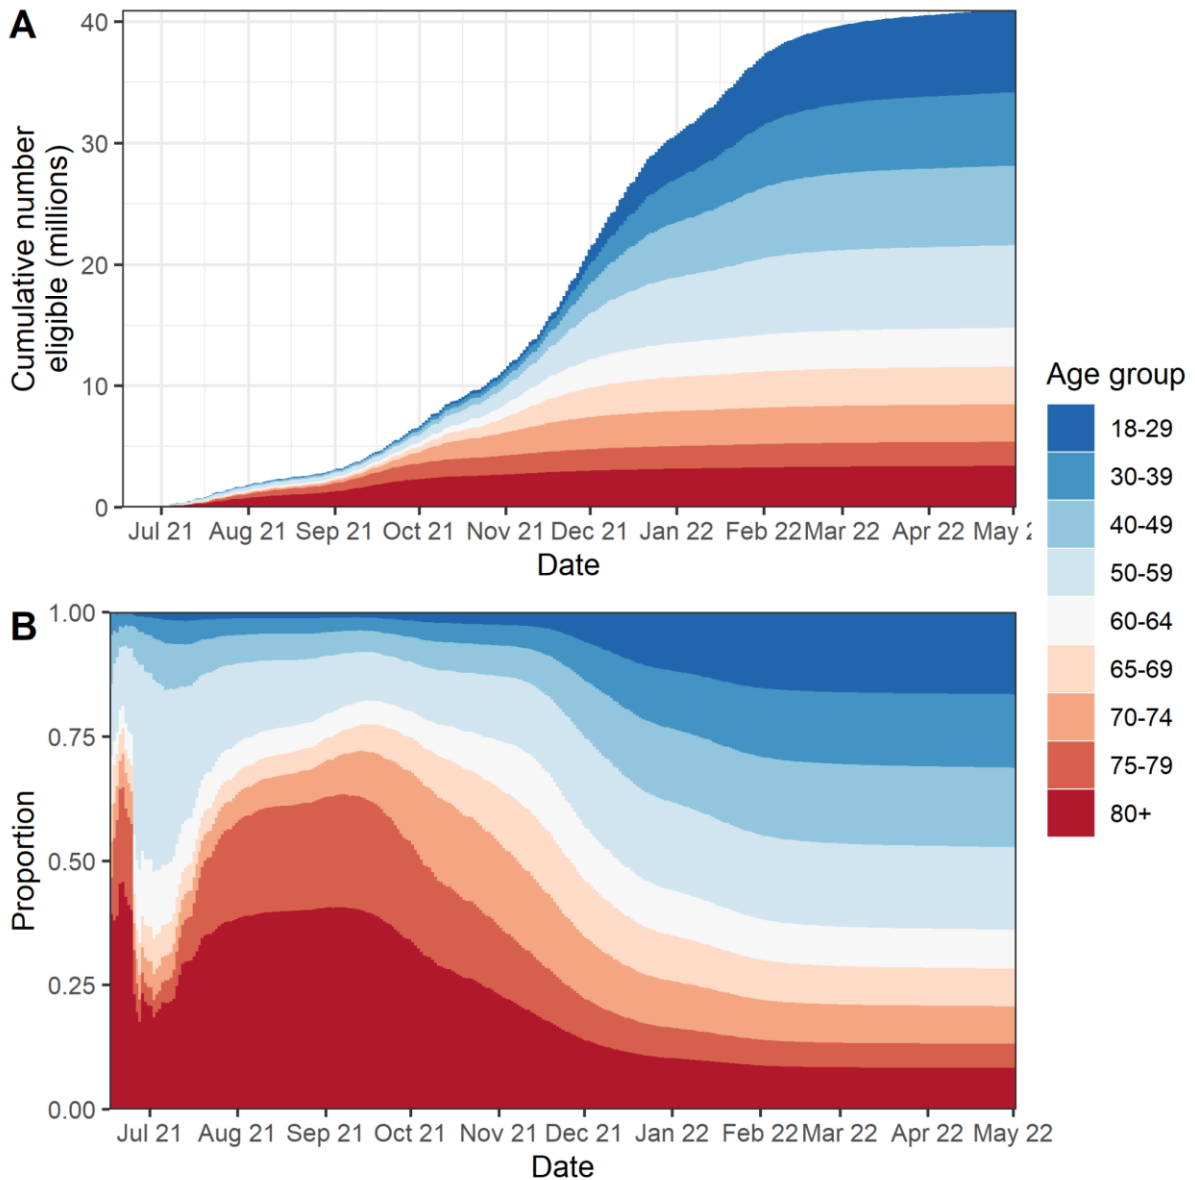 A
Cumulative number
eligible (millions)
40
30
20
10
0
Jul 21 Aug 21 Sep 21 Oct 21 Nov 21 Dec 21 Jan 22 Feb 22 Mar 22 Apr 22 May 2
Date
B
Proportion
1.00
0.75
0.50
0.25
0.00
Jul 21 Aug 21 Sep 21 Oct 21 Nov 21 Dec 21 Jan 22 Feb 22 Mar 22 Apr 22 May 22
Date
Age group
18-29
30-39
40-49
50-59
60-64
65-69
70-74
75-79
80+